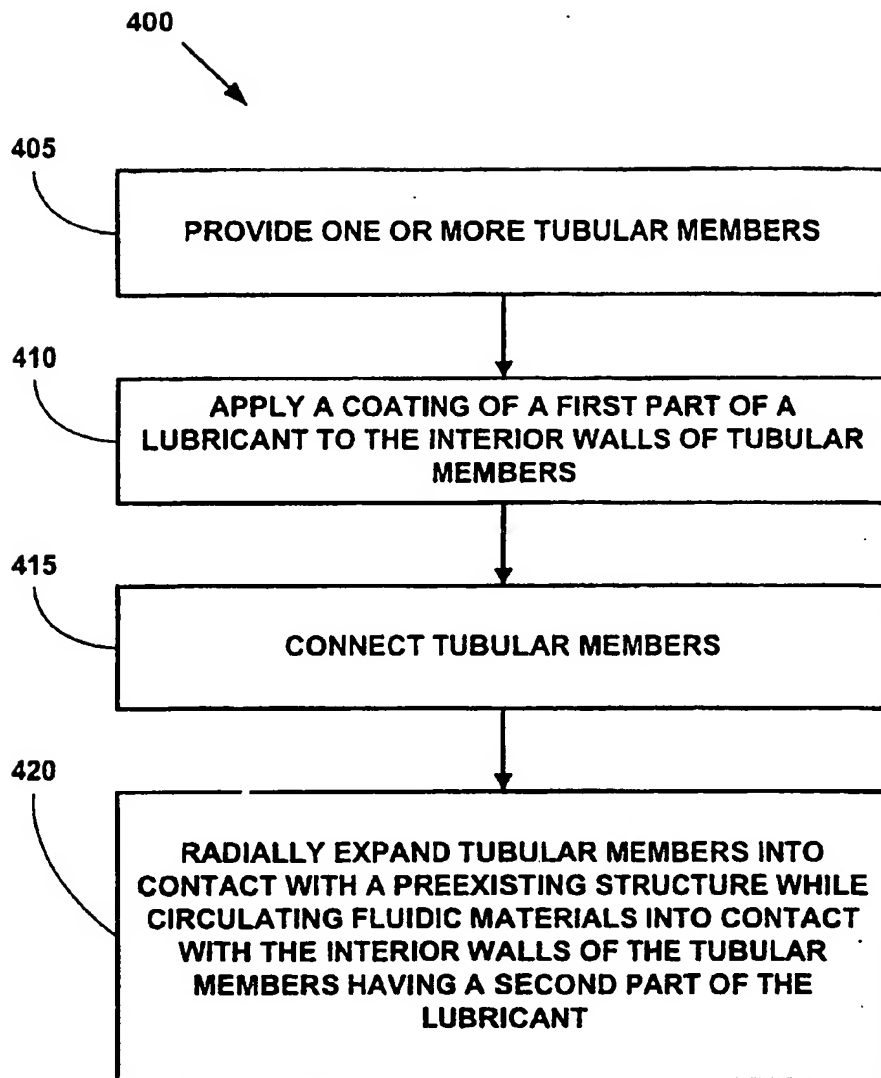 400
405
PROVIDE ONE OR MORE TUBULAR MEMBERS
410
APPLY A COATING OF A FIRST PART OF A
LUBRICANT TO THE INTERIOR WALLS OF TUBULAR
MEMBERS
415
CONNECT TUBULAR MEMBERS
420
RADIALLY EXPAND TUBULAR MEMBERS INTO
CONTACT WITH A PREEXISTING STRUCTURE WHILE
CIRCULATING FLUIDIC MATERIALS INTO CONTACT
WITH THE INTERIOR WALLS OF THE TUBULAR
MEMBERS HAVING A SECOND PART OF THE
LUBRICANT